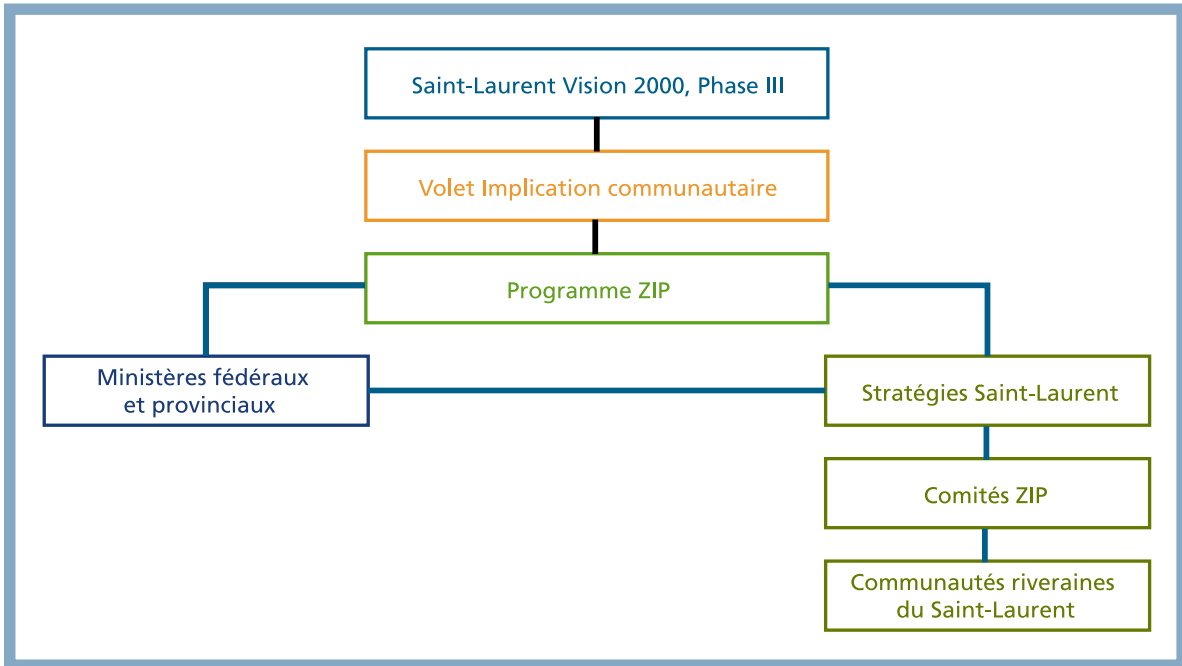 Saint-Laurent Vision 2000, Phase III
Volet Implication communautaire
Programme ZIP
Ministères fédéraux
et provinciaux
Stratégies Saint-Laurent
Comités ZIP
Communautés riveraines
du Saint-Laurent